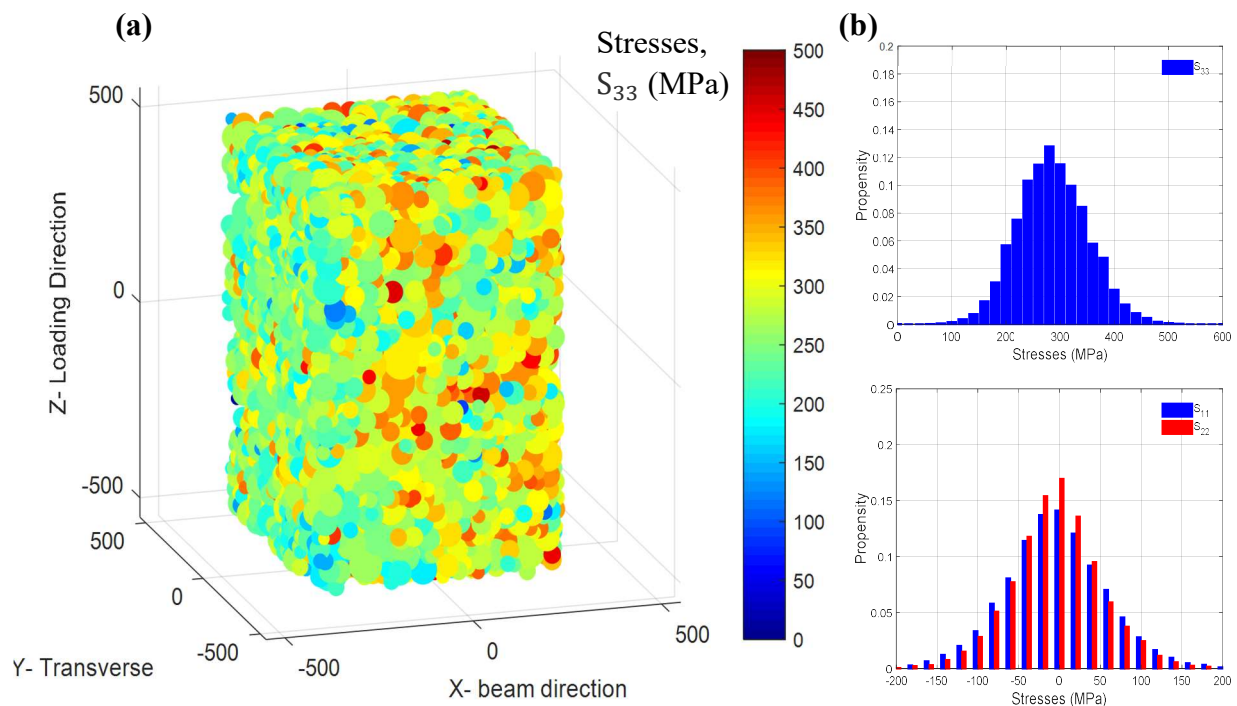 (a)
Stresses,
S₃₃ (MPa)
500
0
-500
Z- Loading Direction
500
0
-500
Y- Transverse
-500
0
500
X- beam direction
500
450
400
350
300
250
200
150
100
50
0
(b)
0.2
0.18
0.16
0.14
0.12
0.1
0.08
0.06
0.04
0.02
0
Propensity
S₃₃
0 100 200 300 400 500 600
Stresses (MPa)
0.25
0.2
0.15
0.1
0.05
0
Propensity
S₁₁
S₂₂
-200 -150 -100 -50 0 50 100 150 200
Stresses (MPa)